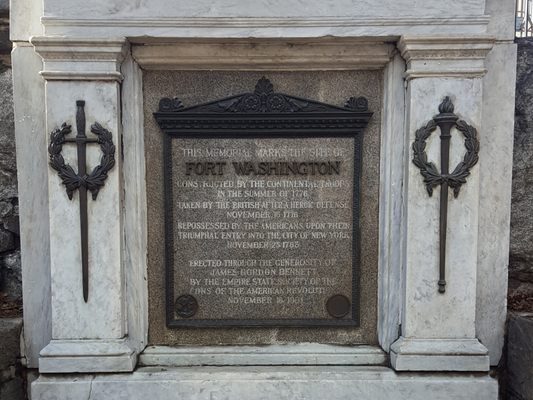 THIS MEMORIAL MARKS THE SITE OF
FORT WASHINGTON
CONSTRUCTED BY THE CONTINENTAL TROOPS
IN THE SUMMER OF 1776
TAKEN BY THE BRITISH AFTER A HEROIC DEFENSE
NOVEMBER 16 1776
REPOSSESSED BY THE AMERICANS UPON THEIR
TRIUMPHAL ENTRY INTO THE CITY OF NEW YORK
NOVEMBER 25 1783
ERECTED THROUGH THE GENEROSITY OF
JAMES GORDON BENNETT
BY THE EMPIRE STATE SOCIETY OF THE
SONS OF THE AMERICAN REVOLUTION
NOVEMBER 16 1901